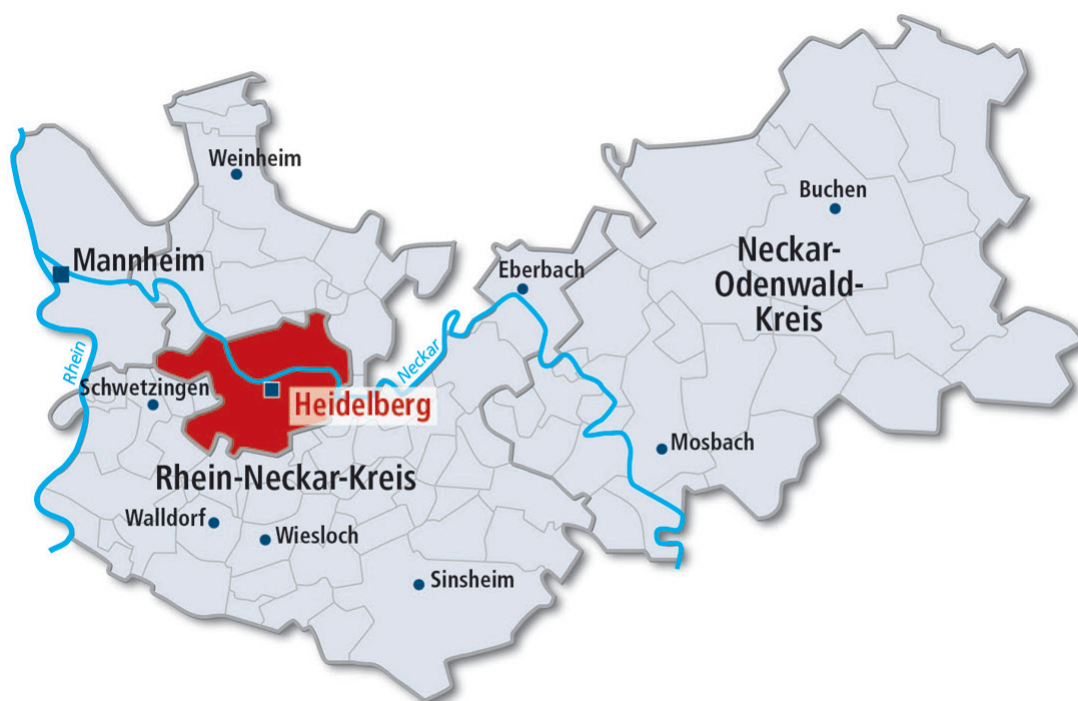 Weinheim
Buchen
Mannheim
Neckar-
Odenwald-
Kreis
Eberbach
Rhein
Neckar
Schwetzingen
Heidelberg
Mosbach
Rhein-Neckar-Kreis
Walldorf
Wiesloch
Sinsheim